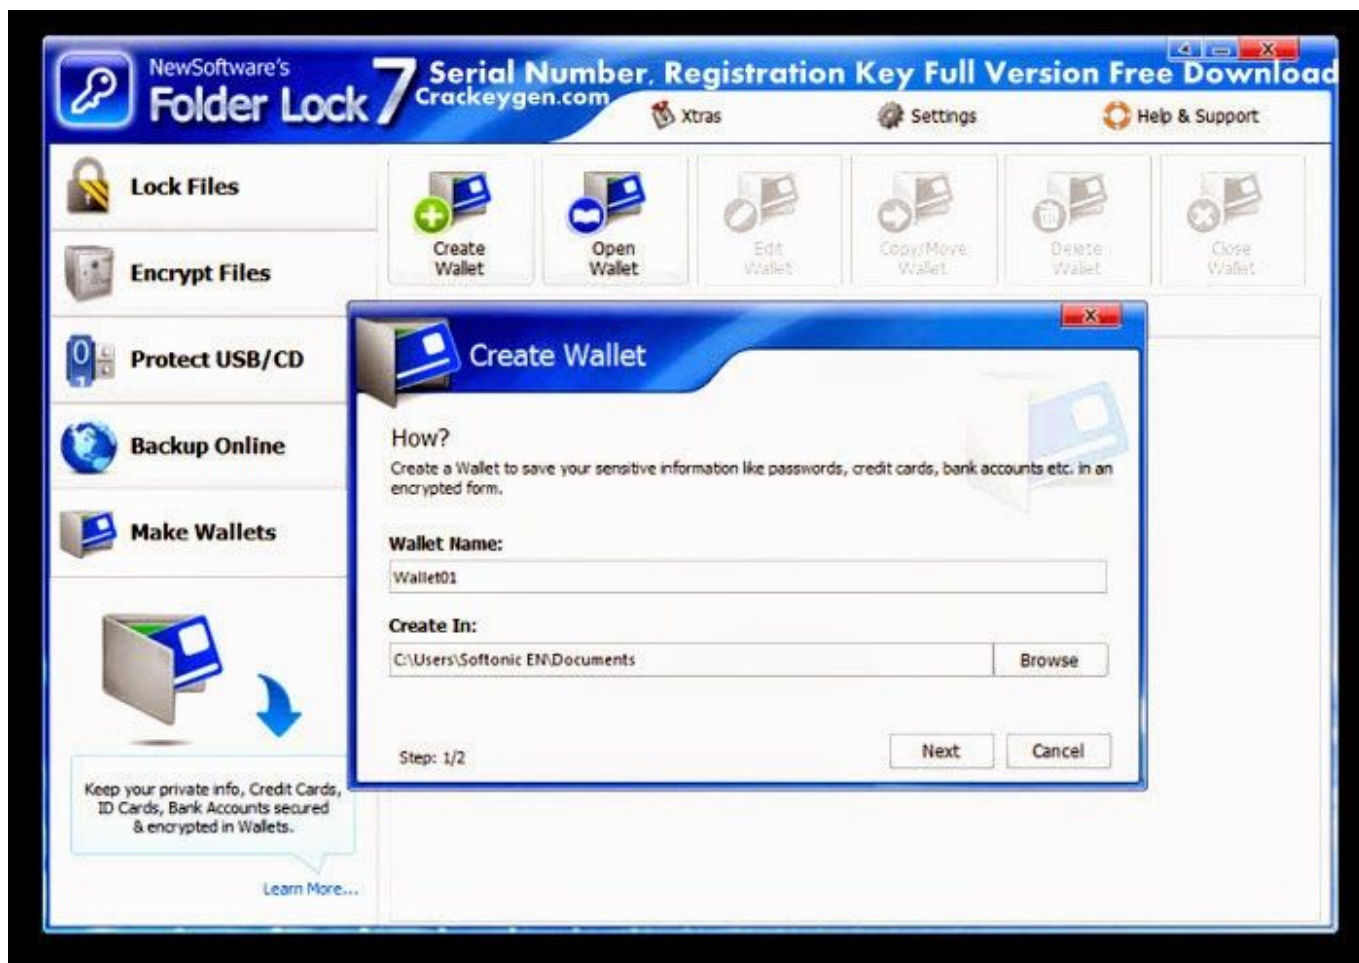 NewSoftware's
Folder Lock 7
Serial Number, Registration Key Full Version Free Download
Crackeygen.com
Xtras
Settings
Help & Support
Lock Files
Encrypt Files
Protect USB/CD
Backup Online
Make Wallets
Create
Wallet
Open
Wallet
Edit
Wallet
Copy/Move
Wallet
Delete
Wallet
Close
Wallet
Create Wallet
How?
Create a Wallet to save your sensitive information like passwords, credit cards, bank accounts etc. in an
encrypted form.
Wallet Name:
Wallet01
Create In:
C:\Users\Softonic EN\Documents
Browse
Step: 1/2
Next
Cancel
Keep your private info, Credit Cards,
ID Cards, Bank Accounts secured
& encrypted in Wallets.
Learn More...